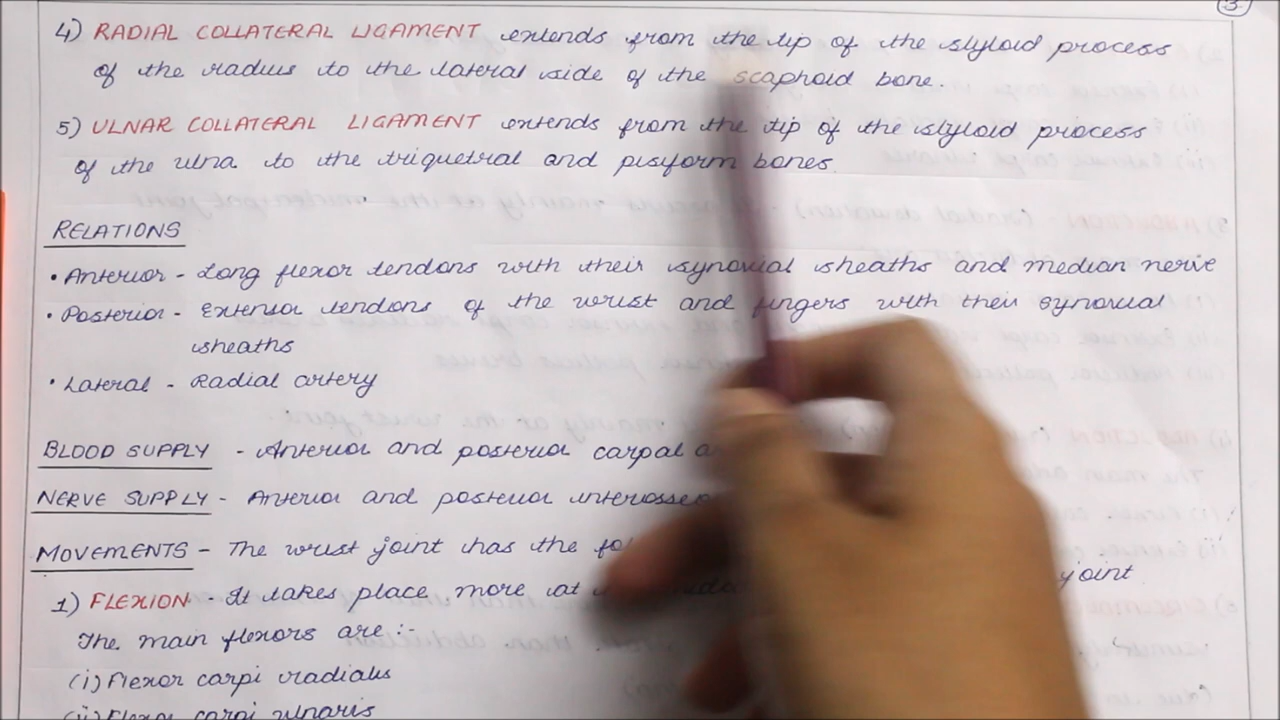 3
4) RADIAL COLLATERAL LIGAMENT extends from the tip of the styloid process
of the radius to the lateral side of the scaphoid bone.
5) ULNAR COLLATERAL LIGAMENT extends from the tip of the styloid process
of the ulna to the triquetral and pisiform bones.
RELATIONS
• Anterior - Long flexor tendons with their synovial sheaths and median nerve
• Posterior - Extensor tendons of the wrist and fingers with their synovial
sheaths
• Lateral - Radial artery
BLOOD SUPPLY - Anterior and posterior carpal
NERVE SUPPLY - Anterior and posterior
MOVEMENTS - The wrist joint has the
1) FLEXION - It takes place more at joint
The main flexors are :-
(i) Flexor carpi radialis
(ii) Flexor carpi ulnaris